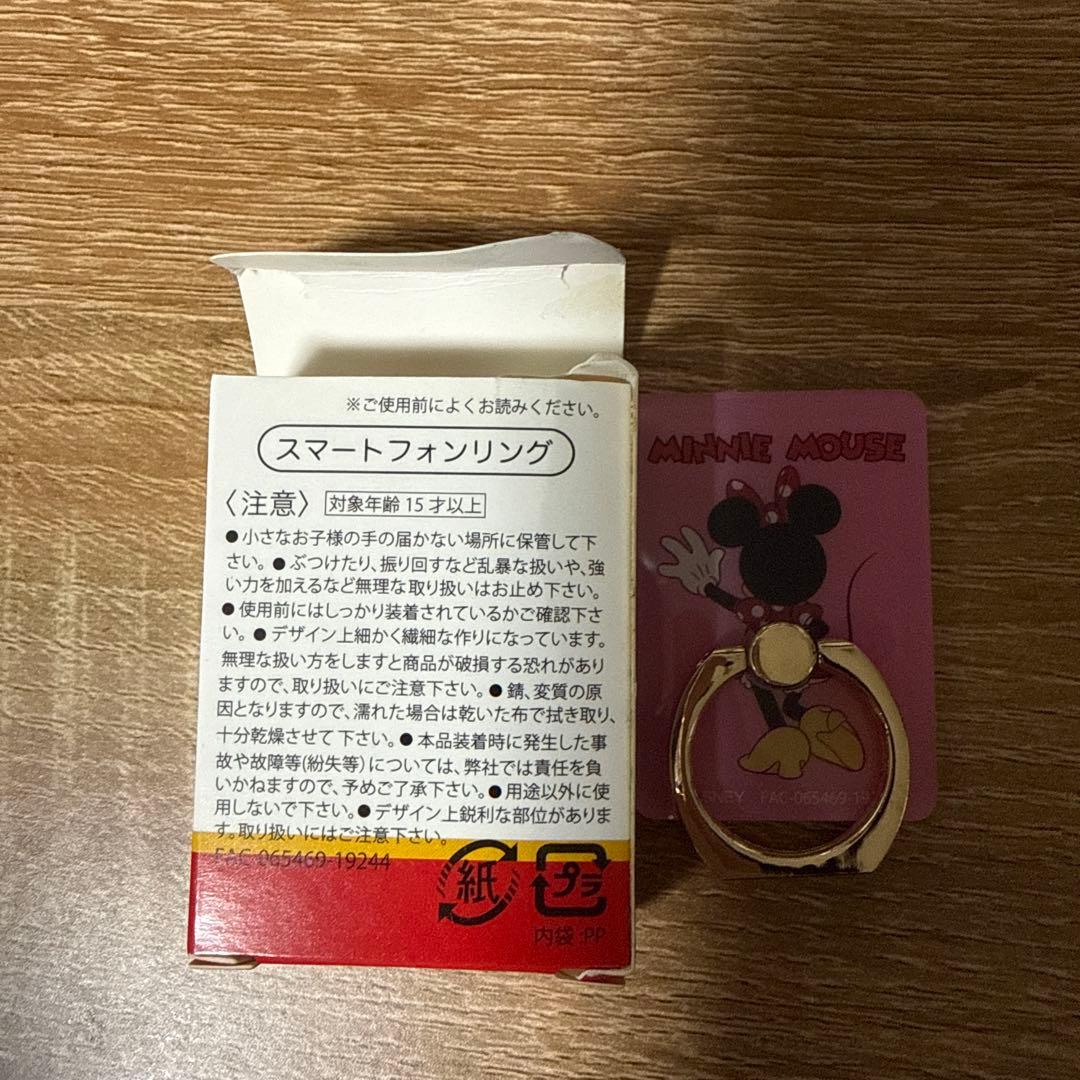 ※ご使用前によくお読みください。
スマートフォンリング
〈注意〉 対象年齢 15 才以上
● 小さなお子様の手の届かない場所に保管して下
さい。● ぶつけたり、振り回すなど乱暴な扱いや、強
い力を加えるなど無理な取り扱いはお止め下さい。
● 使用前にはしっかり装着されているかご確認下さ
い。● デザイン上細かく繊細な作りになっています。
無理な扱い方をしますと商品が破損する恐れがあり
ますので、取り扱いにご注意下さい。● 錆、変質の原
因となりますので、濡れた場合は乾いた布で拭き取り、
十分乾燥させて下さい。● 本品装着時に発生した事
故や故障等(紛失等）については、弊社では責任を負
いかねますので、予めご了承下さい。● 用途以外に使
用しないで下さい。● デザイン上鋭利な部位がありま
す。取り扱いにはご注意下さい。
FAC-065469-19244
紙
プラ
内袋 :PP
MINNIE MOUSE
FAC-065469-19